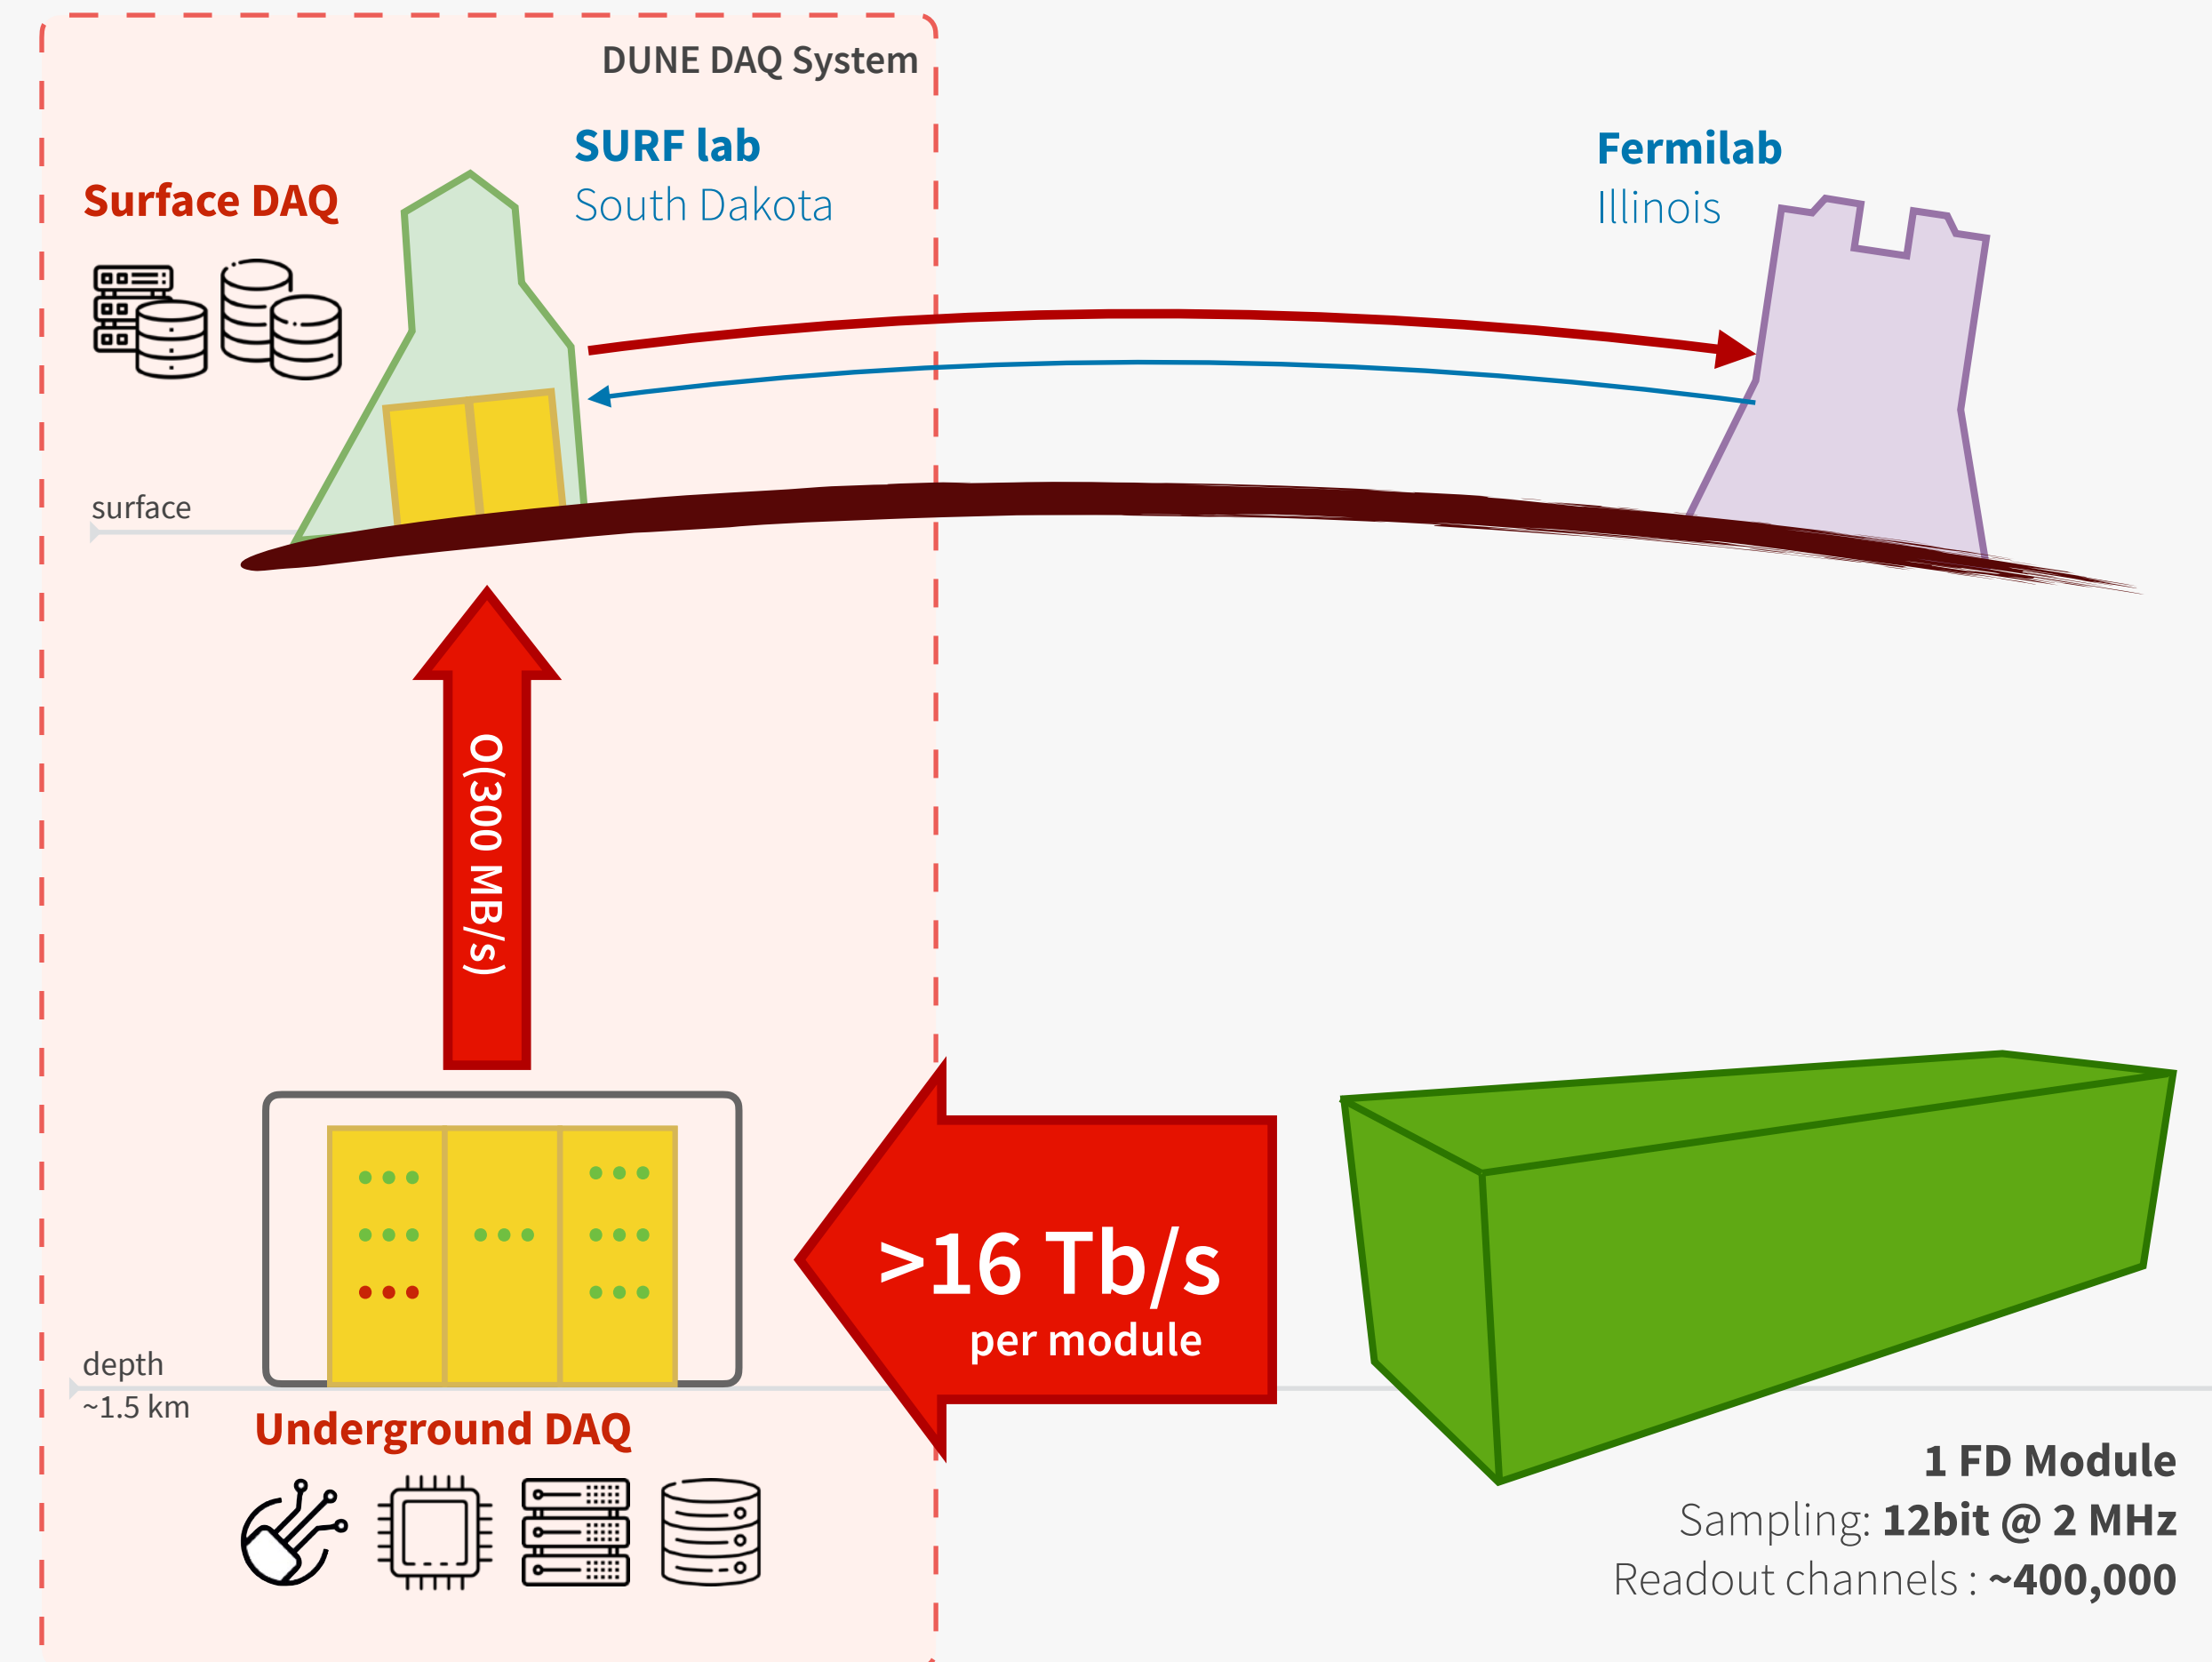 DUNE DAQ System
SURF lab
South Dakota
Fermilab
Illinois
Surface DAQ
surface
O(300 MB/s)
>16 Tb/s
per module
depth
~1.5 km
Underground DAQ
1 FD Module
Sampling: 12bit @ 2 MHz
Readout channels : ~400,000